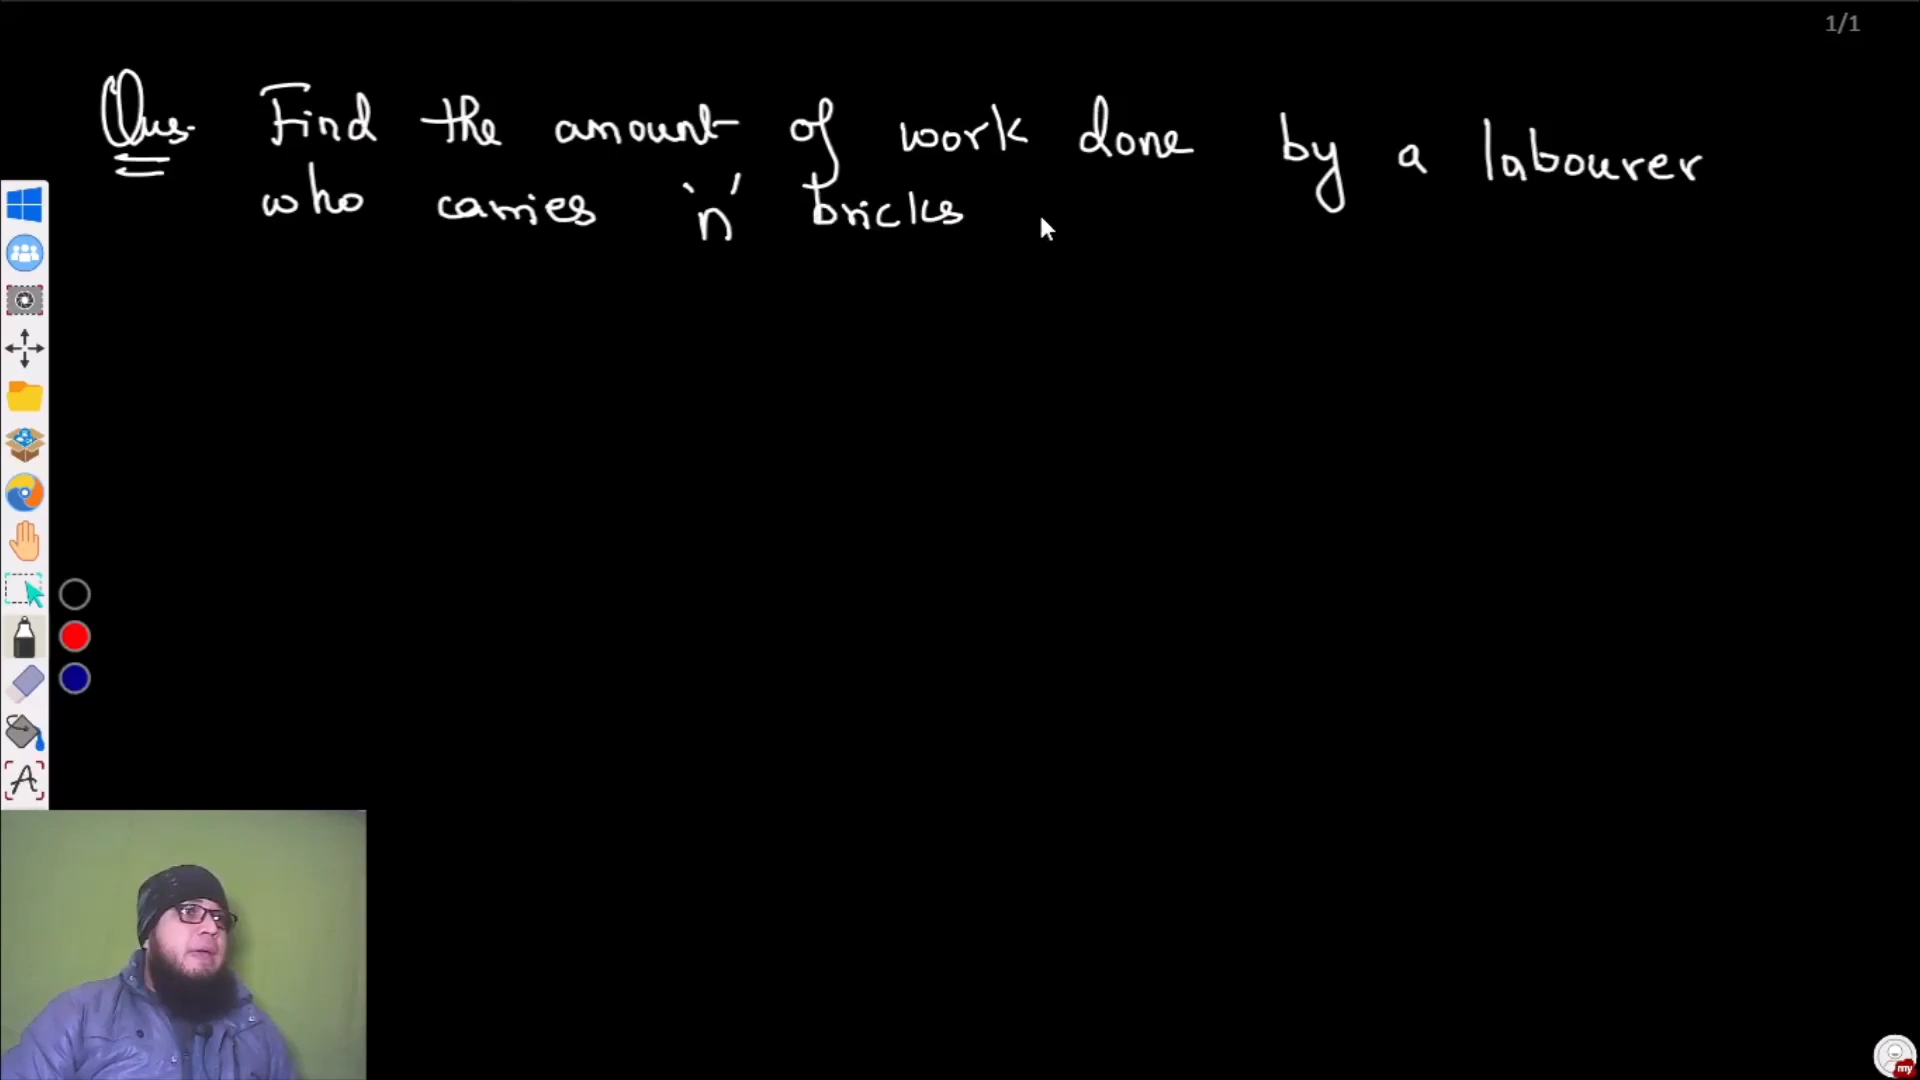 1/1
Ques. Find the amount of work done by a labourer
who carries 'n' bricks